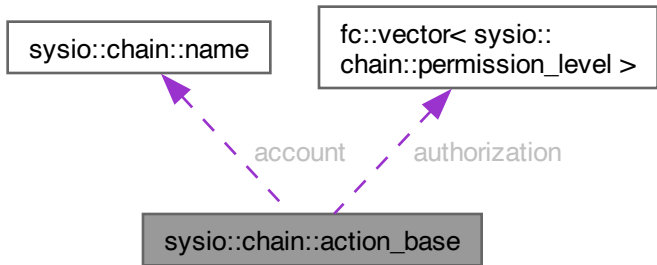 sysio::chain::name
fc::vector< sysio::
chain::permission_level >
account
authorization
sysio::chain::action_base